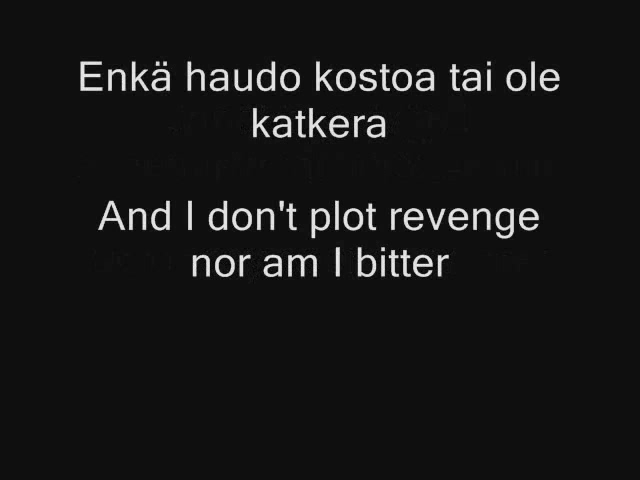 Enkä haudo kostoa tai ole
katkera
And I don't plot revenge
nor am I bitter